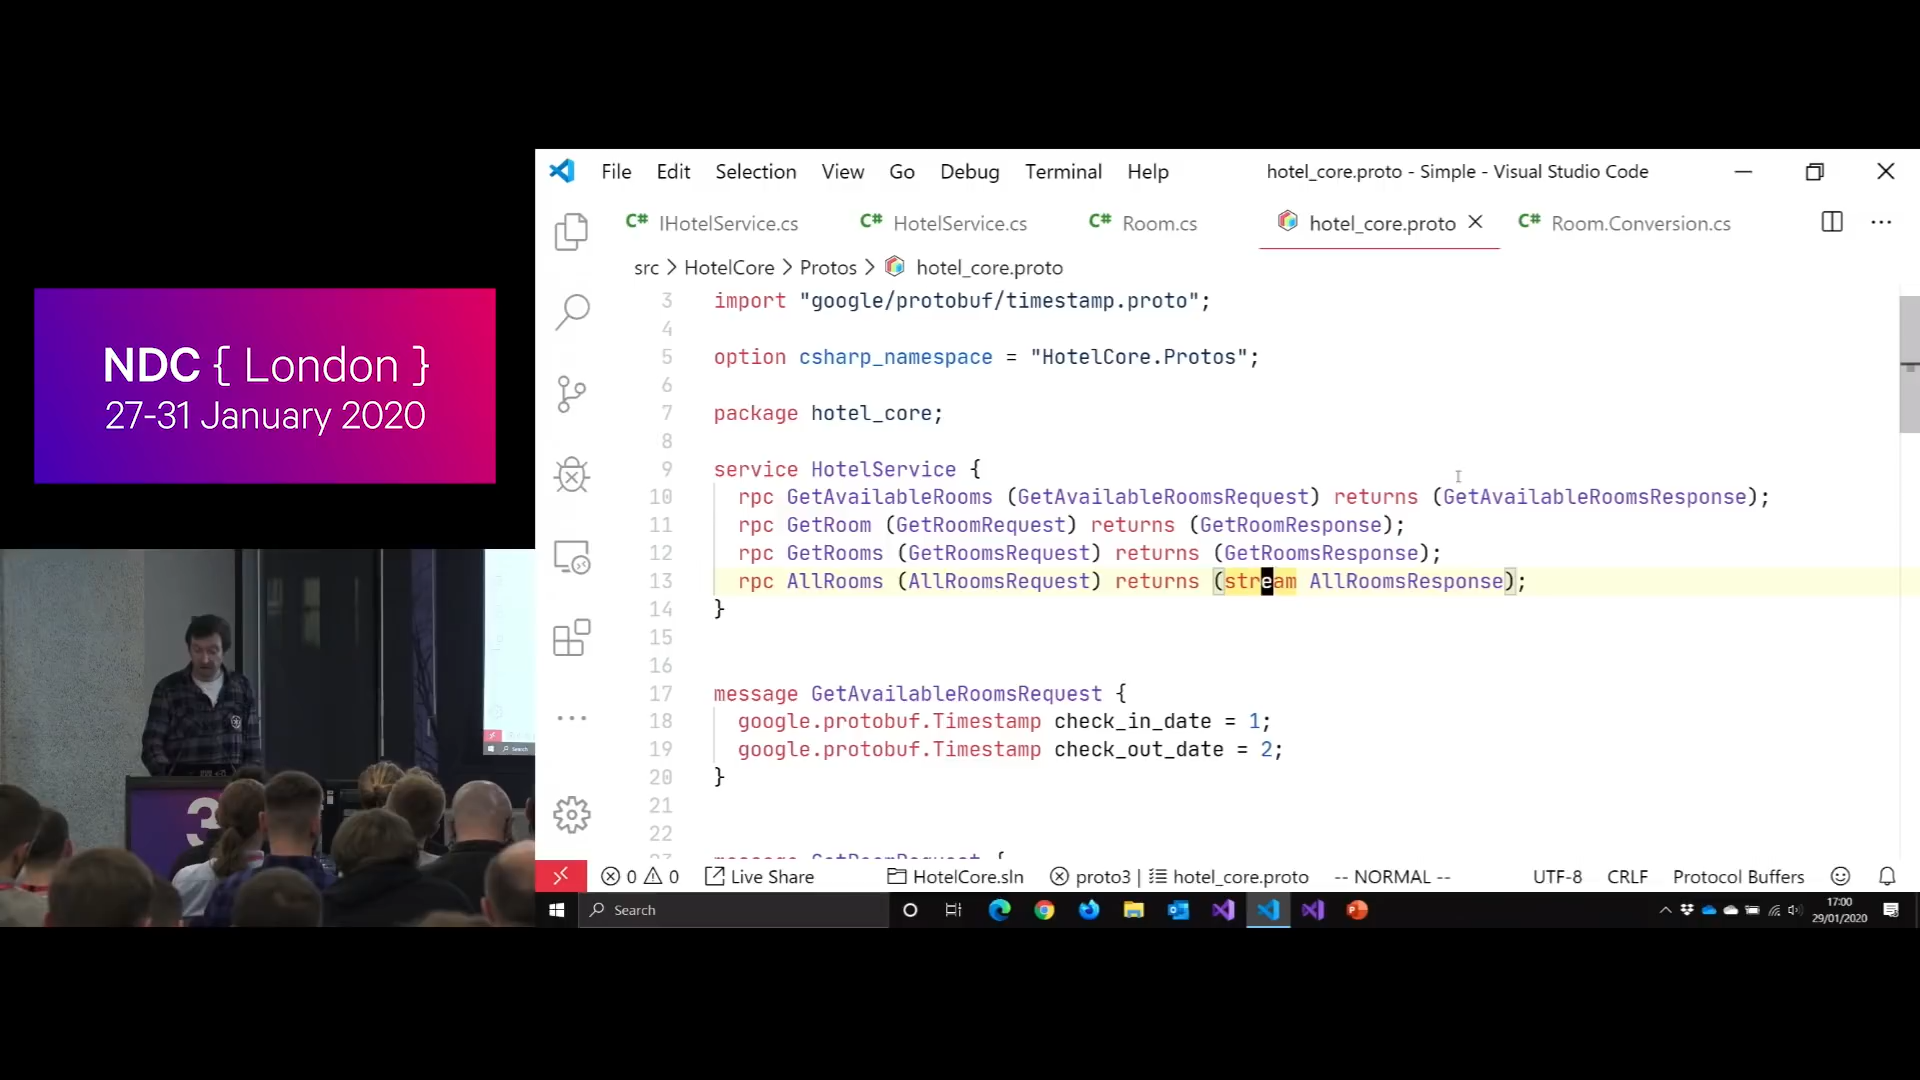 NDC { London }
27-31 January 2020
3
File Edit Selection View Go Debug Terminal Help
hotel_core.proto - Simple - Visual Studio Code
C# IHotelService.cs
C# HotelService.cs
C# Room.cs
hotel_core.proto
C# Room.Conversion.cs
src > HotelCore > Protos > hotel_core.proto
3 import "google/protobuf/timestamp.proto";
4
5 option csharp_namespace = "HotelCore.Protos";
6
7 package hotel_core;
8
9 service HotelService {
10 rpc GetAvailableRooms (GetAvailableRoomsRequest) returns (GetAvailableRoomsResponse);
11 rpc GetRoom (GetRoomRequest) returns (GetRoomResponse);
12 rpc GetRooms (GetRoomsRequest) returns (GetRoomsResponse);
13 rpc AllRooms (AllRoomsRequest) returns (stream AllRoomsResponse);
14 }
15
16
17 message GetAvailableRoomsRequest {
18 google.protobuf.Timestamp check_in_date = 1;
19 google.protobuf.Timestamp check_out_date = 2;
20 }
21
22
0 0 Live Share HotelCore.sln proto3 | hotel_core.proto -- NORMAL -- UTF-8 CRLF Protocol Buffers
Search
17:00
29/01/2020